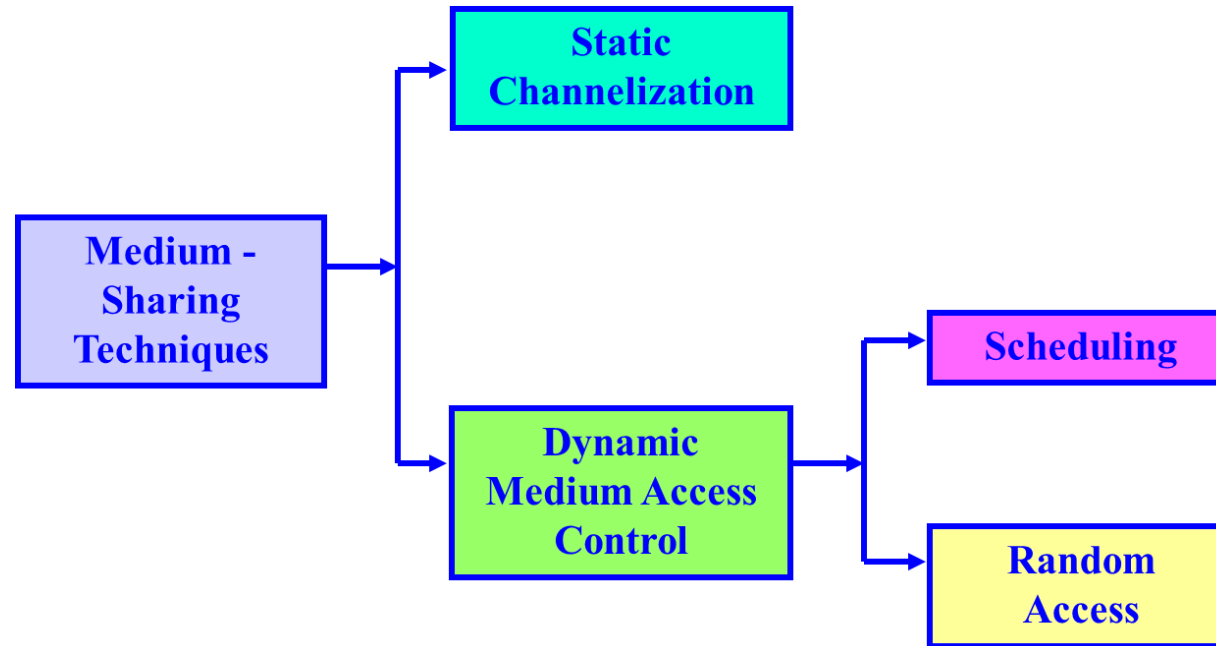 Static
Channelization
Medium -
Sharing
Techniques
Scheduling
Dynamic
Medium Access
Control
Random
Access